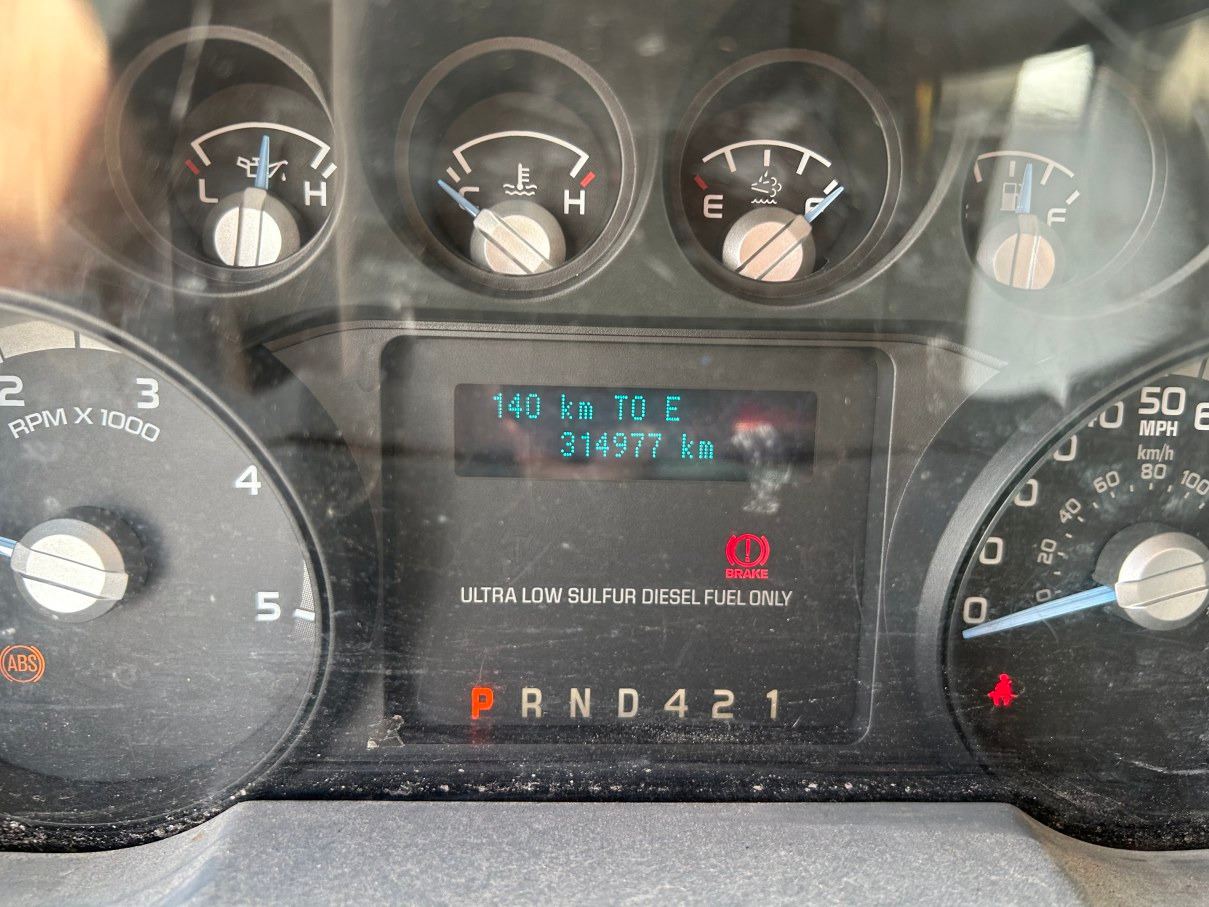 L H
C H
E F
F
2 3
RPM X 1000
4
5
140 km TO E
314977 km
BRAKE
ULTRA LOW SULFUR DIESEL FUEL ONLY
ABS
P R N D 4 2 1
50
MPH
km/h
20 40 60 80 100
0